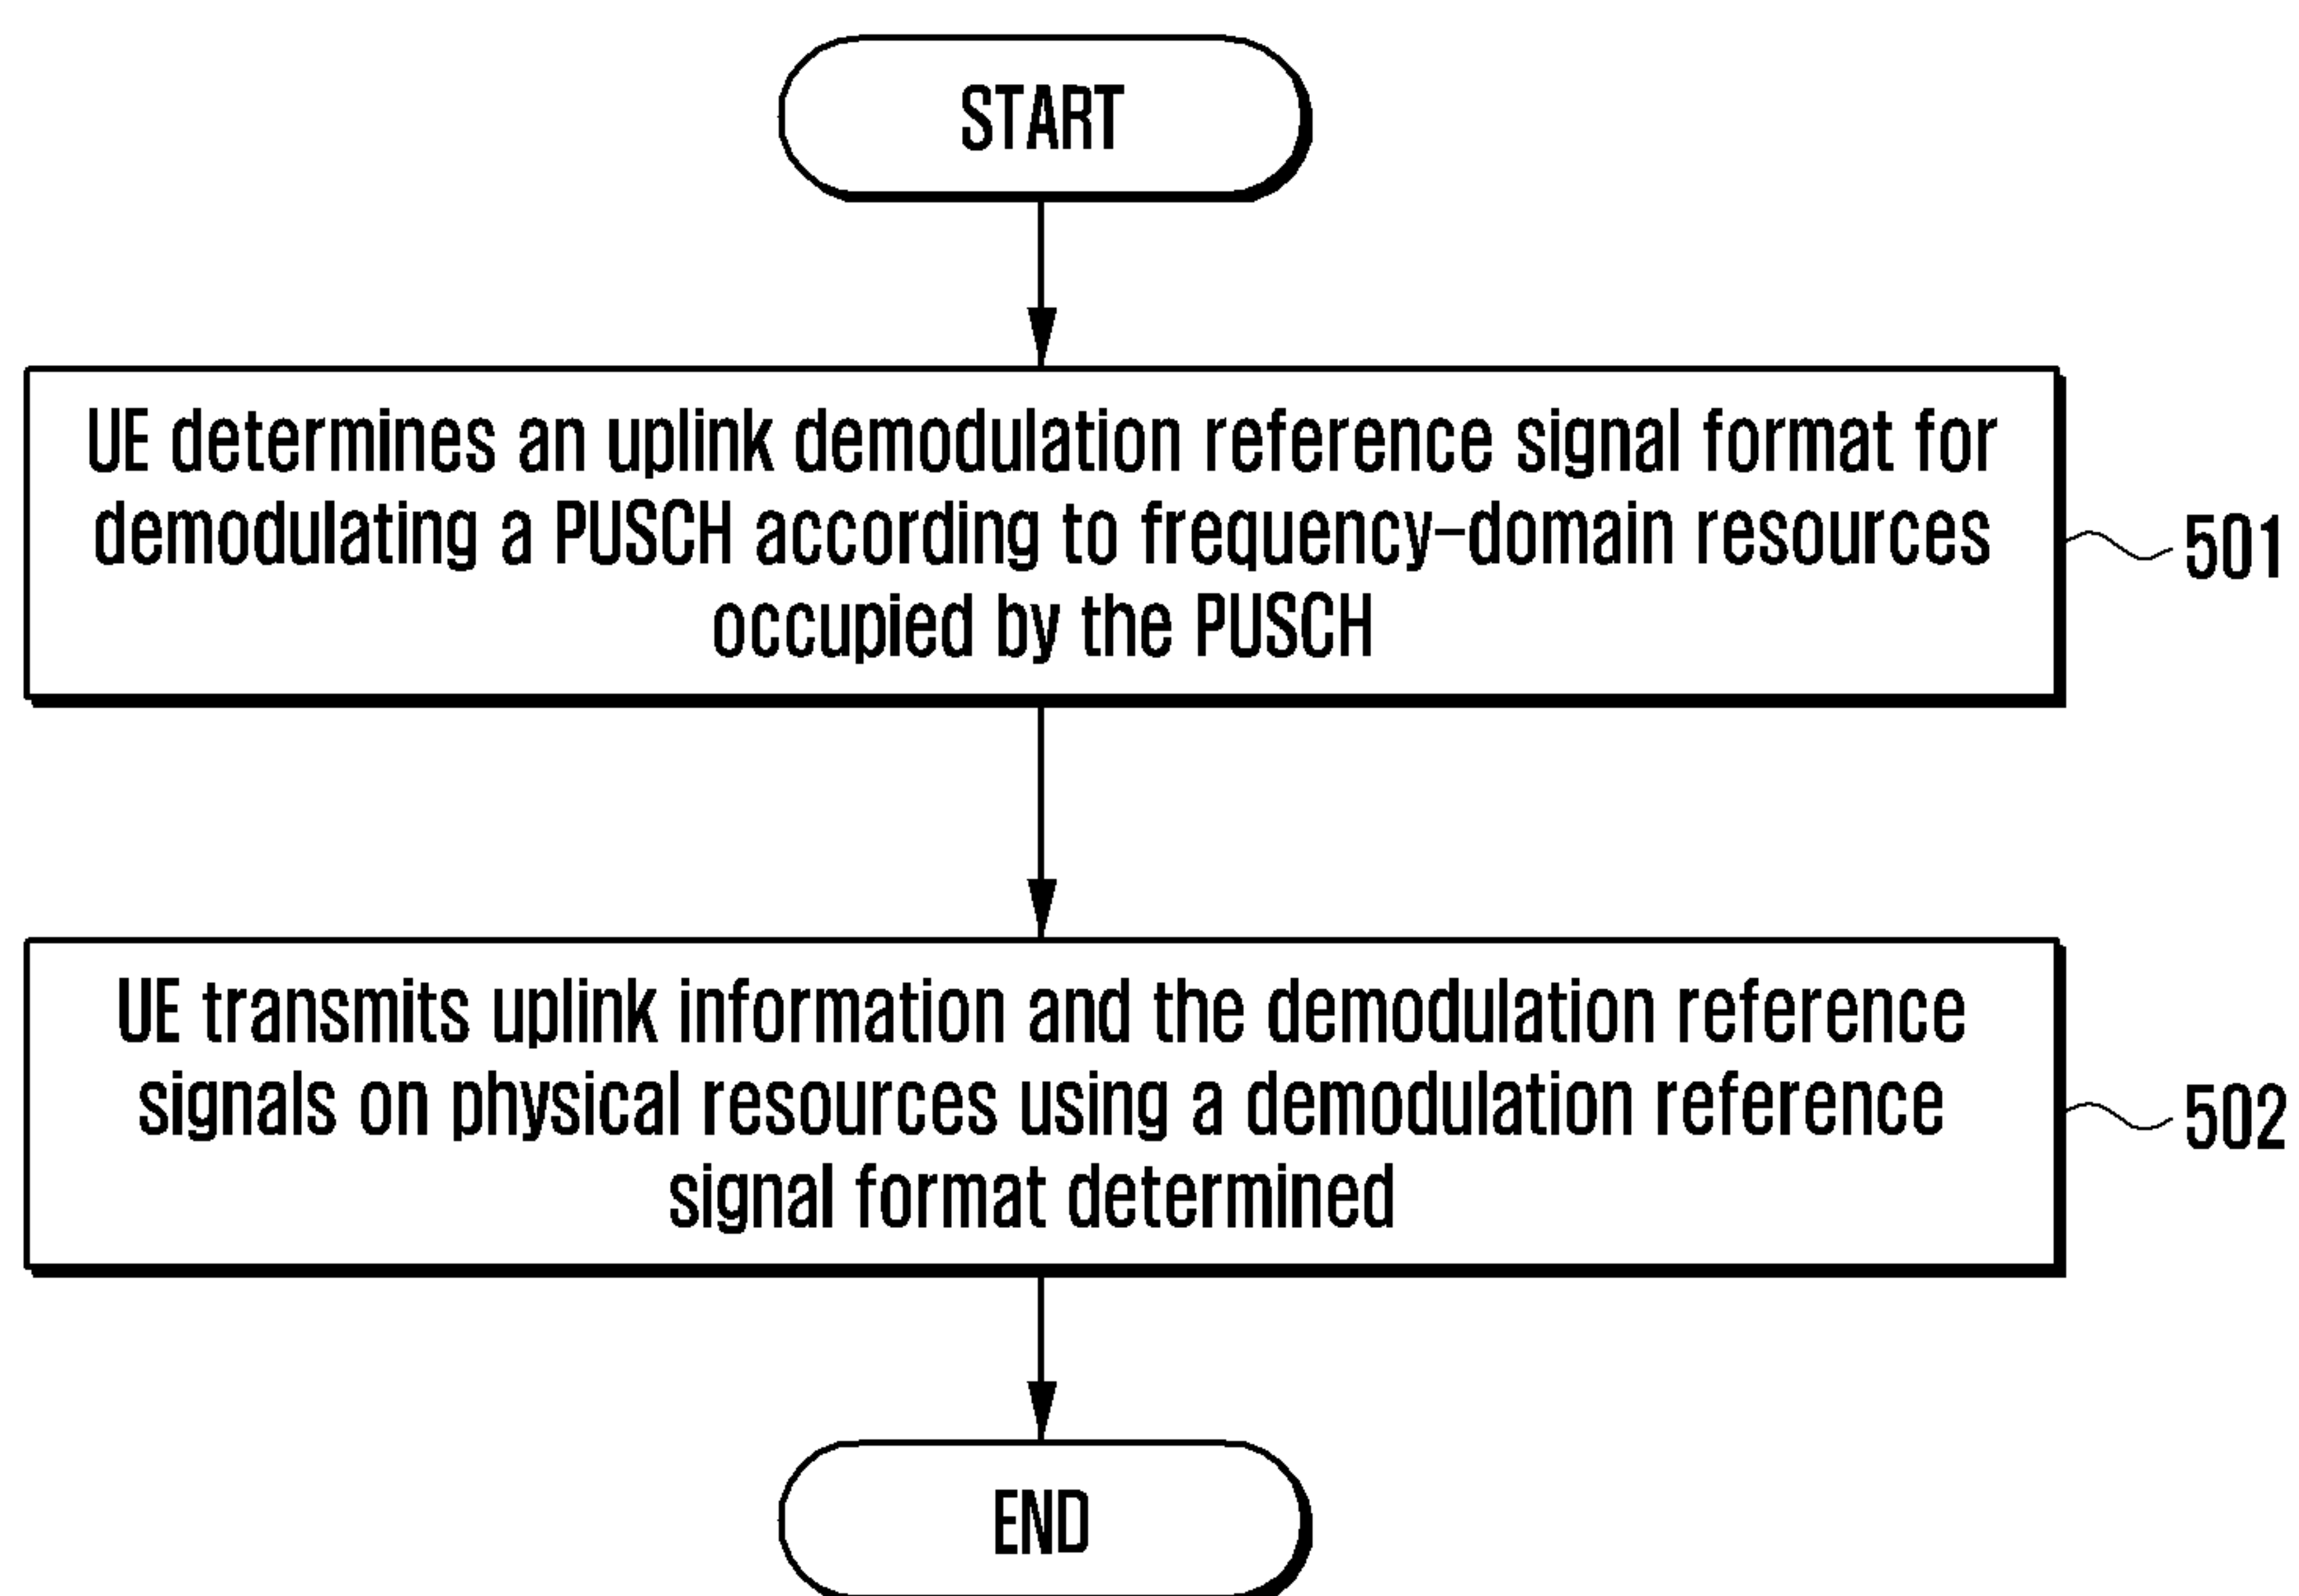 START
UE determines an uplink demodulation reference signal format for
demodulating a PUSCH according to frequency-domain resources
occupied by the PUSCH
501
UE transmits uplink information and the demodulation reference
signals on physical resources using a demodulation reference
signal format determined
502
END